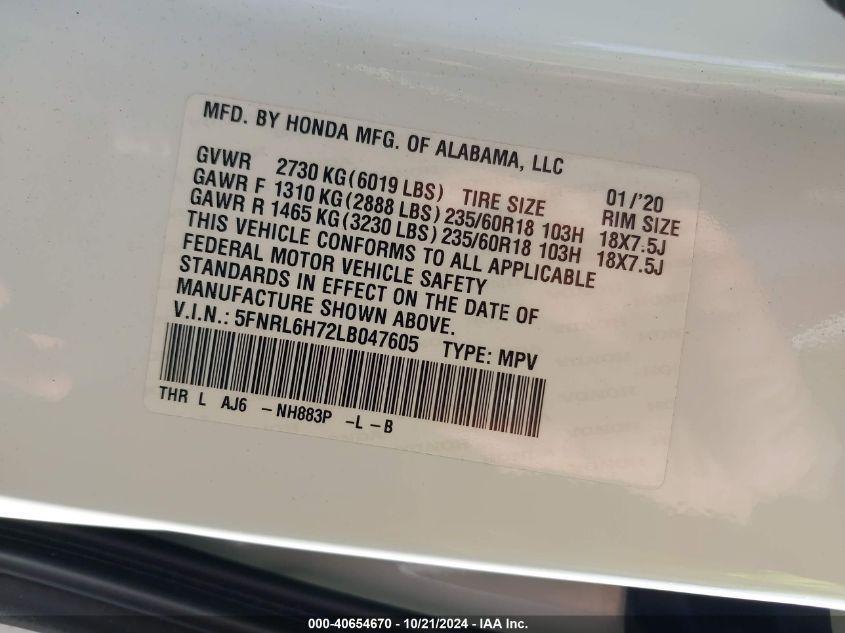 MFD. BY HONDA MFG. OF ALABAMA, LLC
01/'20
GVWR 2730 KG (6019 LBS) TIRE SIZE RIM SIZE
GAWR F 1310 KG (2888 LBS) 235/60R18 103H 18X7.5J
GAWR R 1465 KG (3230 LBS) 235/60R18 103H 18X7.5J
THIS VEHICLE CONFORMS TO ALL APPLICABLE
FEDERAL MOTOR VEHICLE SAFETY
STANDARDS IN EFFECT ON THE DATE OF
MANUFACTURE SHOWN ABOVE.
V.I.N.: 5FNRL6H72LB047605 TYPE: MPV
THR L AJ6 - NH883P - L - B
000-40654670 - 10/21/2024 - IAA Inc.